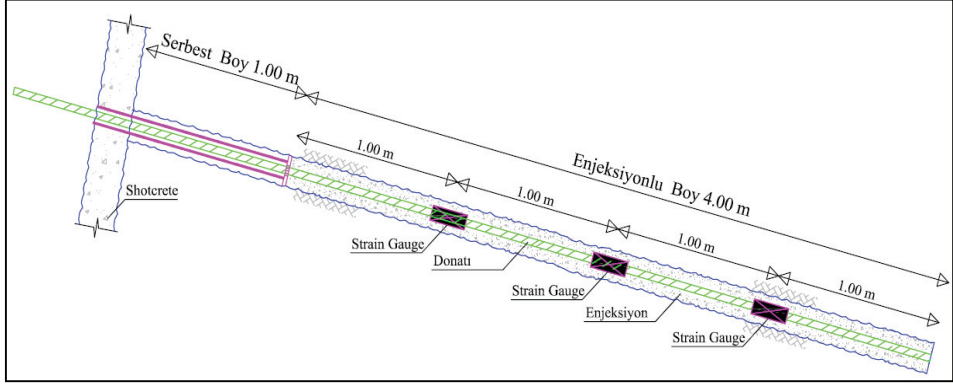 Serbest Boy 1.00 m
Enjeksiyonlu Boy 4.00 m
1.00 m
1.00 m
1.00 m
1.00 m
Shotcrete
Strain Gauge
Donatı
Strain Gauge
Enjeksiyon
Strain Gauge